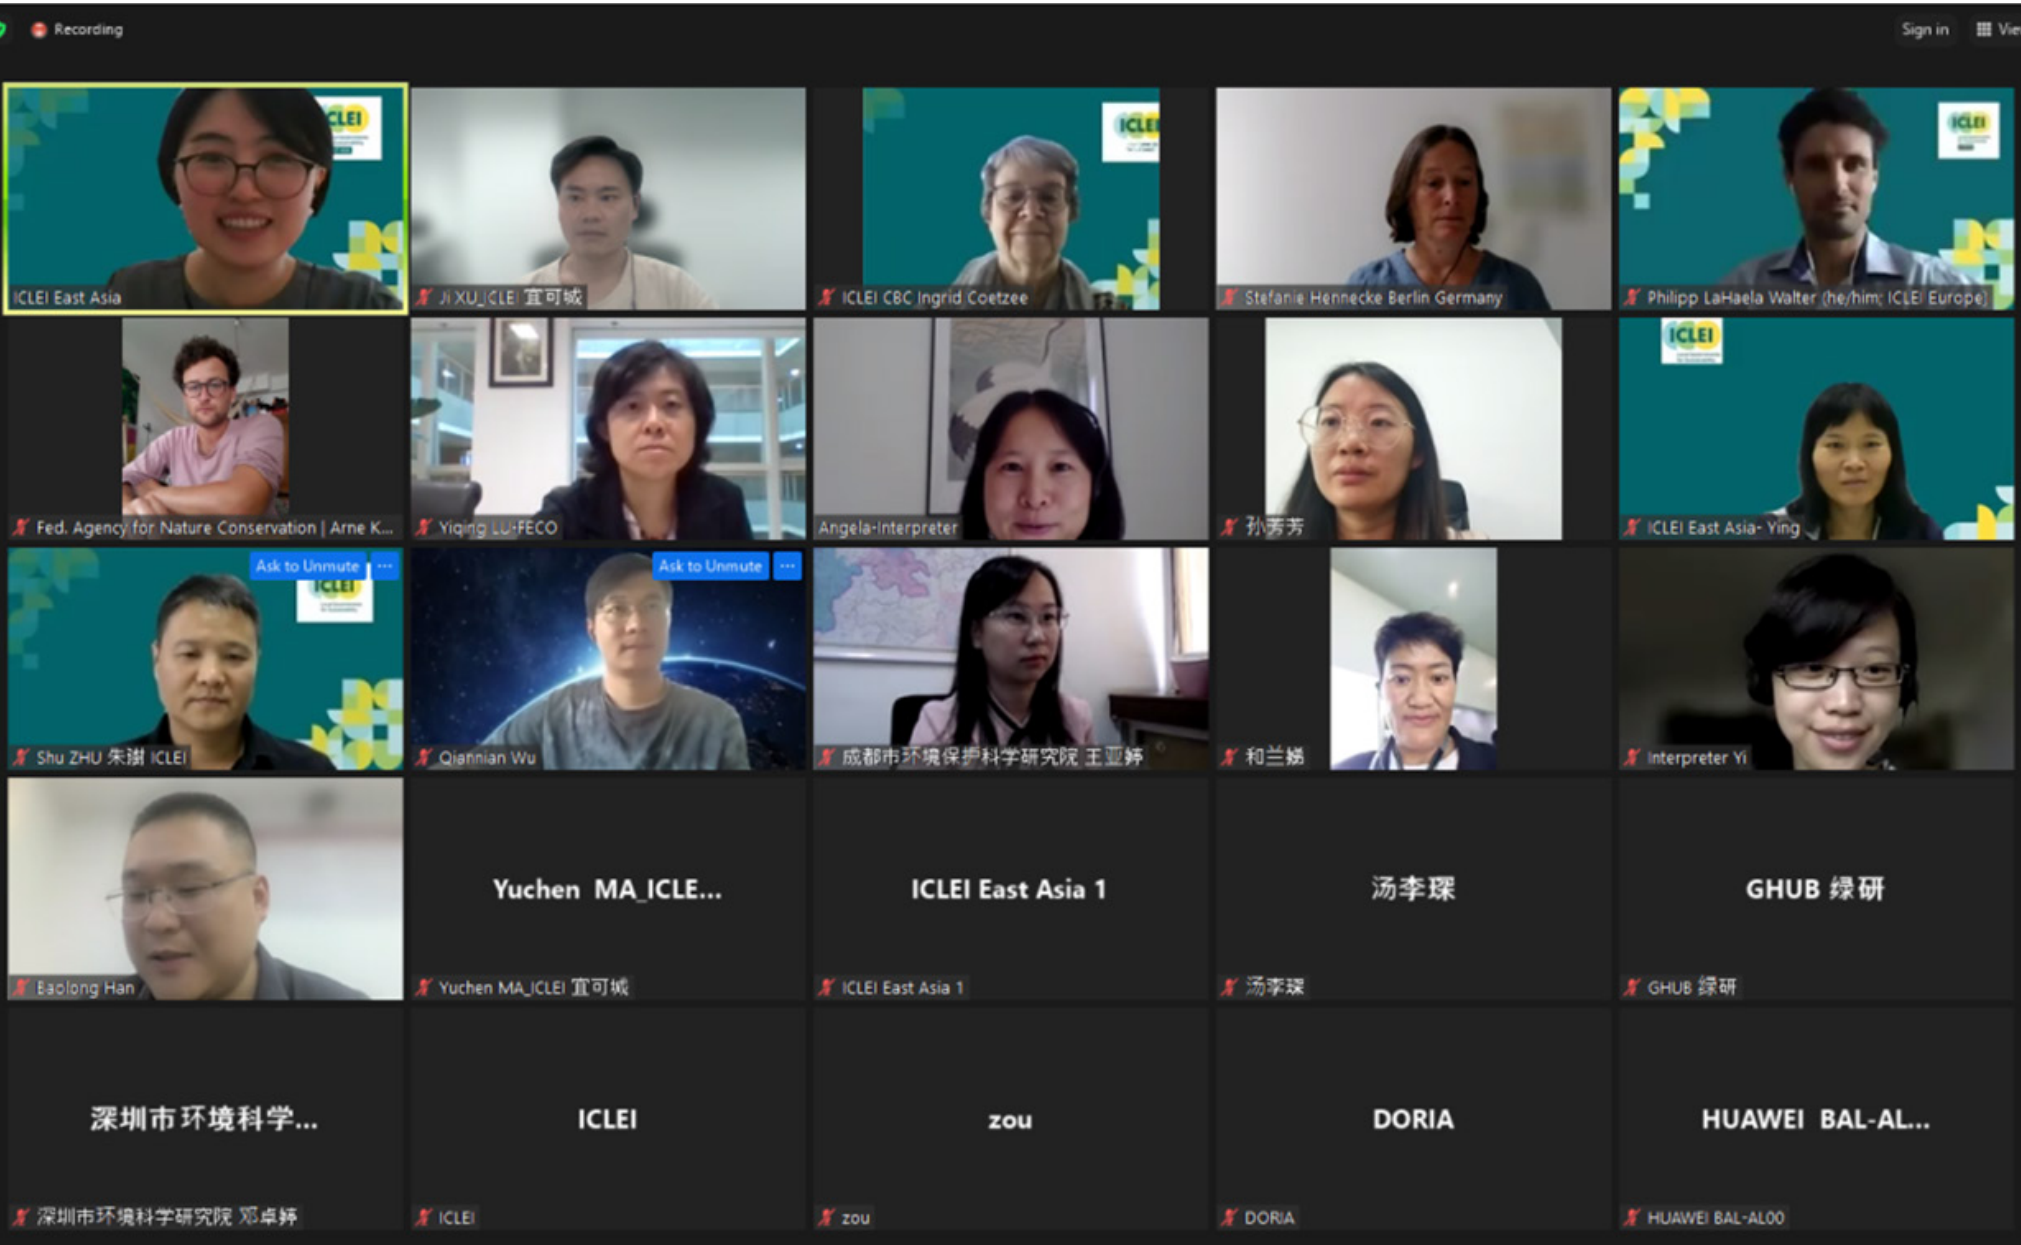 Recording
Sign in
ICLEI
ICLEI East Asia
Ji XU_ICLEI 宜可城
ICLEI
ICLEI CBC Ingrid Coetzee
Stefanie Hennecke Berlin Germany
ICLEI
Philipp LaHaela Walter (he/him; ICLEI Europe)
Fed. Agency for Nature Conservation | Arne K...
Yiqing LU-FECO
Angela-Interpreter
孙芳芳
ICLEI
ICLEI East Asia- Ying
Ask to Unmute ...
ICLEI
Shu ZHU 朱澍 ICLEI
Ask to Unmute ...
Qiannian Wu
成都市环境保护科学研究院 王亚婷
和兰娣
Interpreter Yi
Baolong Han
Yuchen MA_ICLE...
Yuchen MA_ICLEI 宜可城
ICLEI East Asia 1
ICLEI East Asia 1
汤李琛
汤李琛
GHUB 绿研
GHUB 绿研
深圳市环境科学...
深圳市环境科学研究院 邓卓婷
ICLEI
ICLEI
zou
zou
DORIA
DORIA
HUAWEI BAL-AL...
HUAWEI BAL-AL00